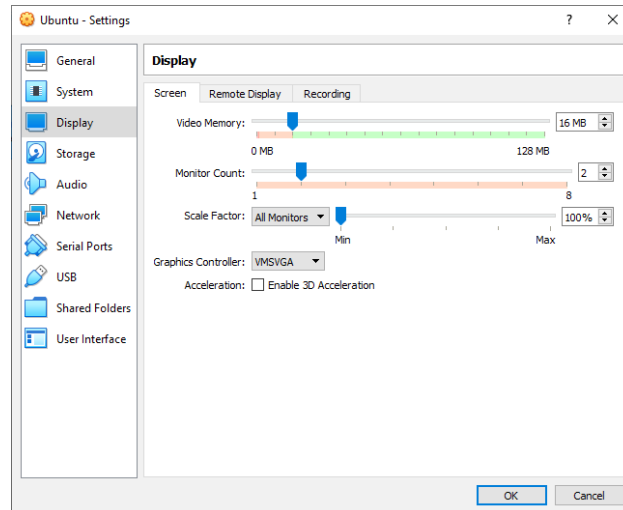 Ubuntu - Settings
General
System
Display
Storage
Audio
Network
Serial Ports
USB
Shared Folders
User Interface
Display
Screen Remote Display Recording
Video Memory: 16 MB
0 MB 128 MB
Monitor Count: 2
1 8
Scale Factor: All Monitors 100%
Min Max
Graphics Controller: VMSVGA
Acceleration: Enable 3D Acceleration
OK Cancel